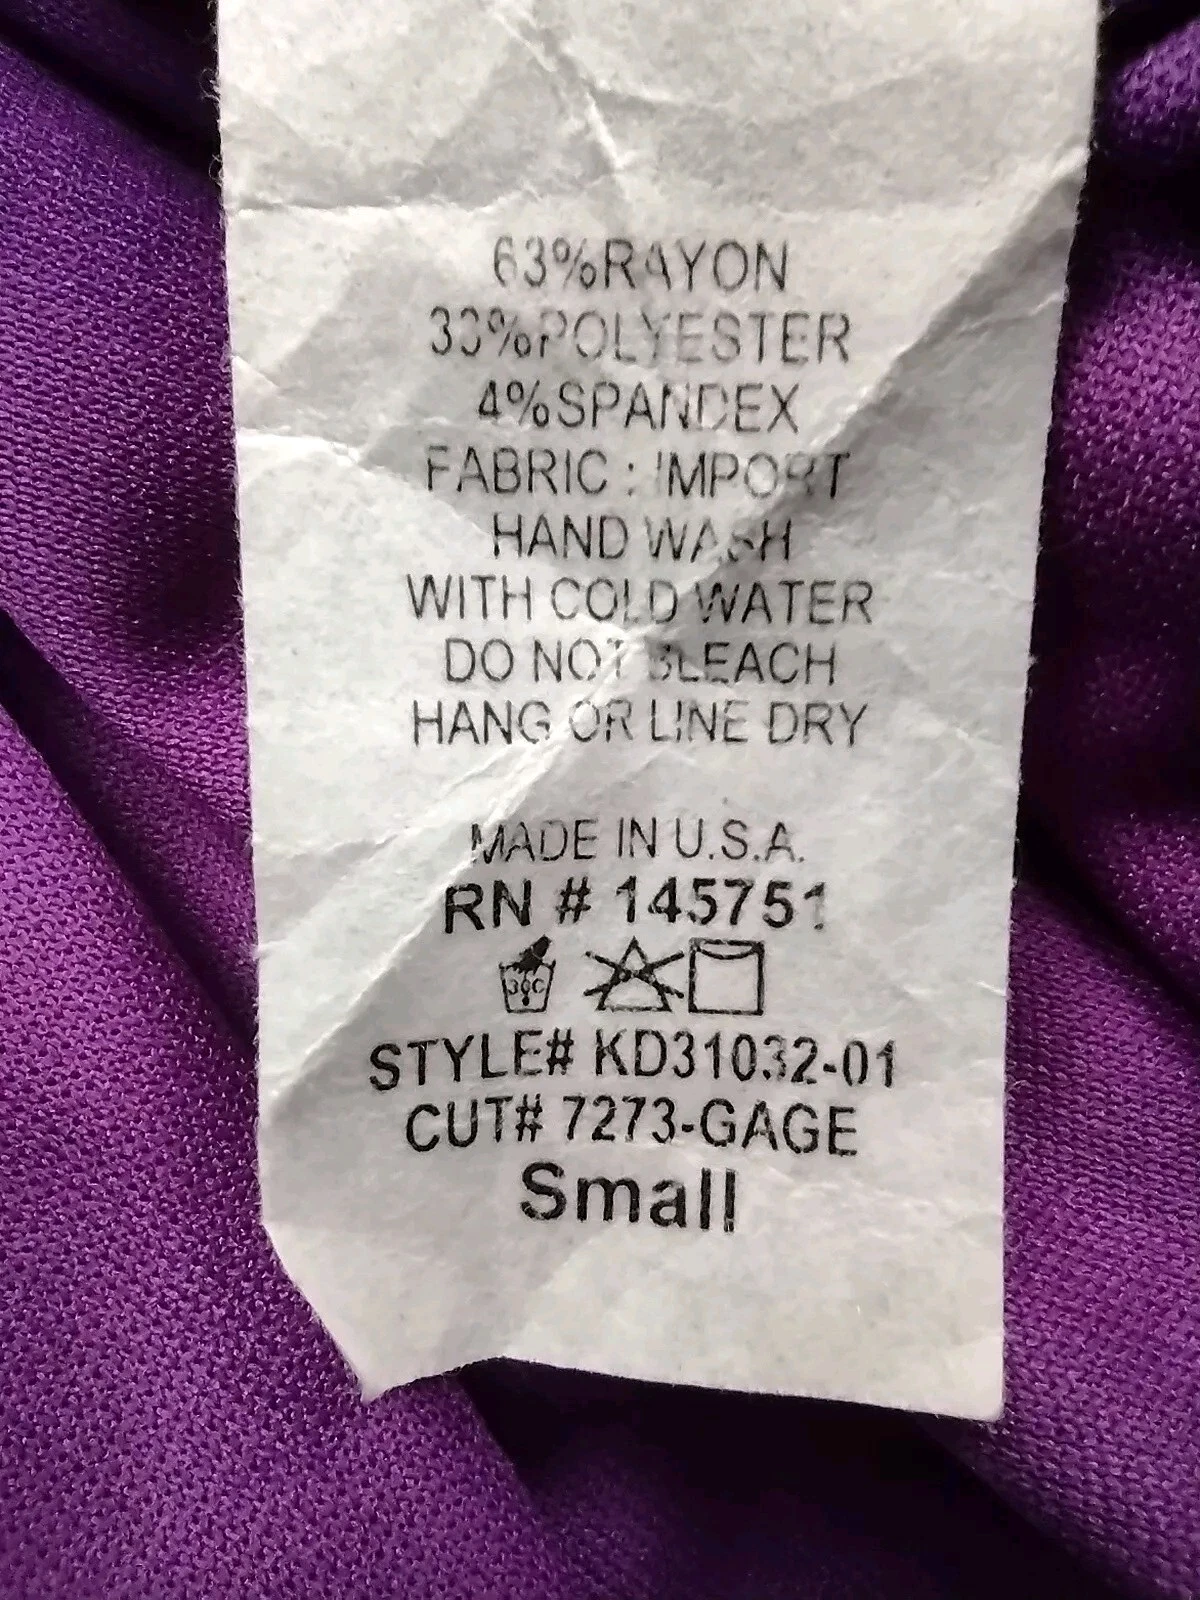 63%RAYON
33%POLYESTER
4%SPANDEX
FABRIC : IMPORT
HAND WASH
WITH COLD WATER
DO NOT BLEACH
HANG OR LINE DRY
MADE IN U.S.A.
RN # 145751
30C
STYLE# KD31032-01
CUT# 7273-GAGE
Small